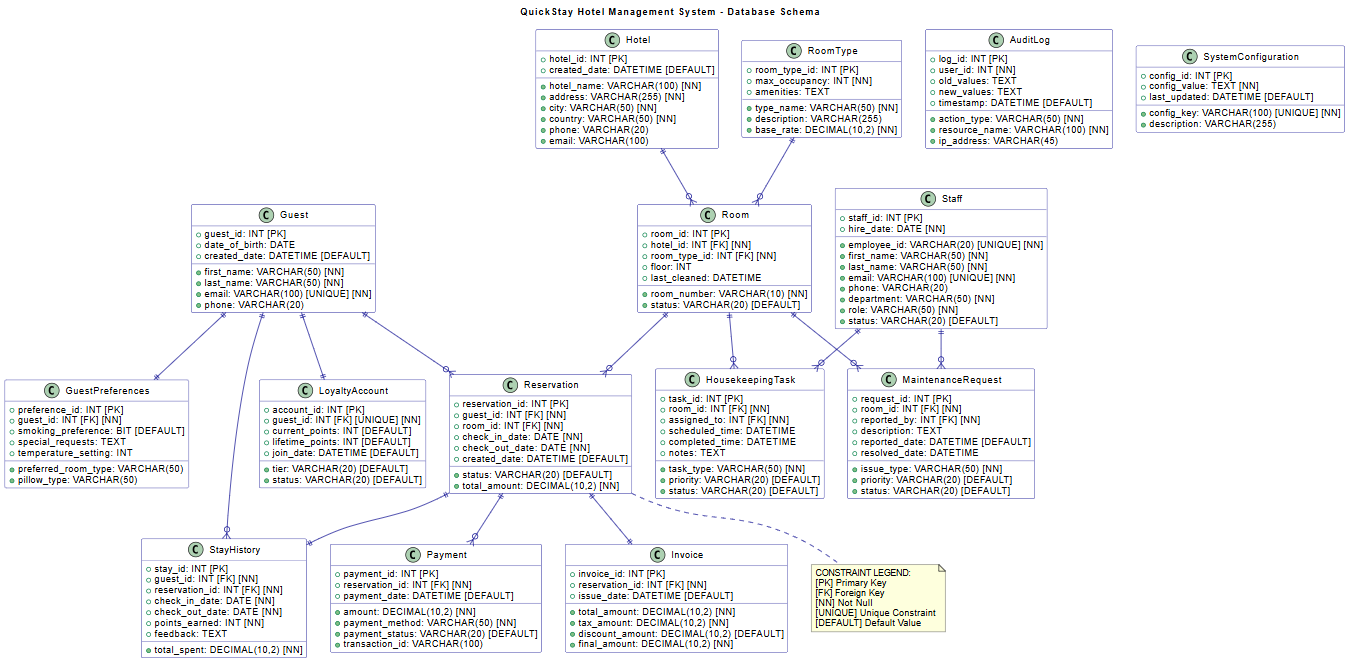 QuickStay Hotel Management System - Database Schema
C Hotel
hotel_id: INT [PK]
created_date: DATETIME [DEFAULT]
hotel_name: VARCHAR(100) [NN]
address: VARCHAR(255) [NN]
city: VARCHAR(50) [NN]
country: VARCHAR(50) [NN]
phone: VARCHAR(20)
email: VARCHAR(100)
C RoomType
room_type_id: INT [PK]
max_occupancy: INT [NN]
amenities: TEXT
type_name: VARCHAR(50) [NN]
description: VARCHAR(255)
base_rate: DECIMAL(10,2) [NN]
C AuditLog
log_id: INT [PK]
user_id: INT [NN]
old_values: TEXT
new_values: TEXT
timestamp: DATETIME [DEFAULT]
action_type: VARCHAR(50) [NN]
resource_name: VARCHAR(100) [NN]
ip_address: VARCHAR(45)
C SystemConfiguration
config_id: INT [PK]
config_value: TEXT [NN]
last_updated: DATETIME [DEFAULT]
config_key: VARCHAR(100) [UNIQUE] [NN]
description: VARCHAR(255)
C Guest
guest_id: INT [PK]
date_of_birth: DATE
created_date: DATETIME [DEFAULT]
first_name: VARCHAR(50) [NN]
last_name: VARCHAR(50) [NN]
email: VARCHAR(100) [UNIQUE] [NN]
phone: VARCHAR(20)
C Room
room_id: INT [PK]
hotel_id: INT [FK] [NN]
room_type_id: INT [FK] [NN]
floor: INT
last_cleaned: DATETIME
room_number: VARCHAR(10) [NN]
status: VARCHAR(20) [DEFAULT]
C Staff
staff_id: INT [PK]
hire_date: DATE [NN]
employee_id: VARCHAR(20) [UNIQUE] [NN]
first_name: VARCHAR(50) [NN]
last_name: VARCHAR(50) [NN]
email: VARCHAR(100) [UNIQUE] [NN]
phone: VARCHAR(20)
department: VARCHAR(50) [NN]
role: VARCHAR(50) [NN]
status: VARCHAR(20) [DEFAULT]
C GuestPreferences
preference_id: INT [PK]
guest_id: INT [FK] [NN]
smoking_preference: BIT [DEFAULT]
special_requests: TEXT
temperature_setting: INT
preferred_room_type: VARCHAR(50)
pillow_type: VARCHAR(50)
C LoyaltyAccount
account_id: INT [PK]
guest_id: INT [FK] [UNIQUE] [NN]
current_points: INT [DEFAULT]
lifetime_points: INT [DEFAULT]
join_date: DATETIME [DEFAULT]
tier: VARCHAR(20) [DEFAULT]
status: VARCHAR(20) [DEFAULT]
C Reservation
reservation_id: INT [PK]
guest_id: INT [FK] [NN]
room_id: INT [FK] [NN]
check_in_date: DATE [NN]
check_out_date: DATE [NN]
created_date: DATETIME [DEFAULT]
status: VARCHAR(20) [DEFAULT]
total_amount: DECIMAL(10,2) [NN]
C HousekeepingTask
task_id: INT [PK]
room_id: INT [FK] [NN]
assigned_to: INT [FK] [NN]
scheduled_time: DATETIME
completed_time: DATETIME
notes: TEXT
task_type: VARCHAR(50) [NN]
priority: VARCHAR(20) [DEFAULT]
status: VARCHAR(20) [DEFAULT]
C MaintenanceRequest
request_id: INT [PK]
room_id: INT [FK] [NN]
reported_by: INT [FK] [NN]
description: TEXT
reported_date: DATETIME [DEFAULT]
resolved_date: DATETIME
issue_type: VARCHAR(50) [NN]
priority: VARCHAR(20) [DEFAULT]
status: VARCHAR(20) [DEFAULT]
C StayHistory
stay_id: INT [PK]
guest_id: INT [FK] [NN]
reservation_id: INT [FK] [NN]
check_in_date: DATE [NN]
check_out_date: DATE [NN]
points_earned: INT [NN]
feedback: TEXT
total_spent: DECIMAL(10,2) [NN]
C Payment
payment_id: INT [PK]
reservation_id: INT [FK] [NN]
payment_date: DATETIME [DEFAULT]
amount: DECIMAL(10,2) [NN]
payment_method: VARCHAR(50) [NN]
payment_status: VARCHAR(20) [DEFAULT]
transaction_id: VARCHAR(100)
C Invoice
invoice_id: INT [PK]
reservation_id: INT [FK] [NN]
issue_date: DATETIME [DEFAULT]
total_amount: DECIMAL(10,2) [NN]
tax_amount: DECIMAL(10,2) [NN]
discount_amount: DECIMAL(10,2) [DEFAULT]
final_amount: DECIMAL(10,2) [NN]
CONSTRAINT LEGEND:
[PK] Primary Key
[FK] Foreign Key
[NN] Not Null
[UNIQUE] Unique Constraint
[DEFAULT] Default Value